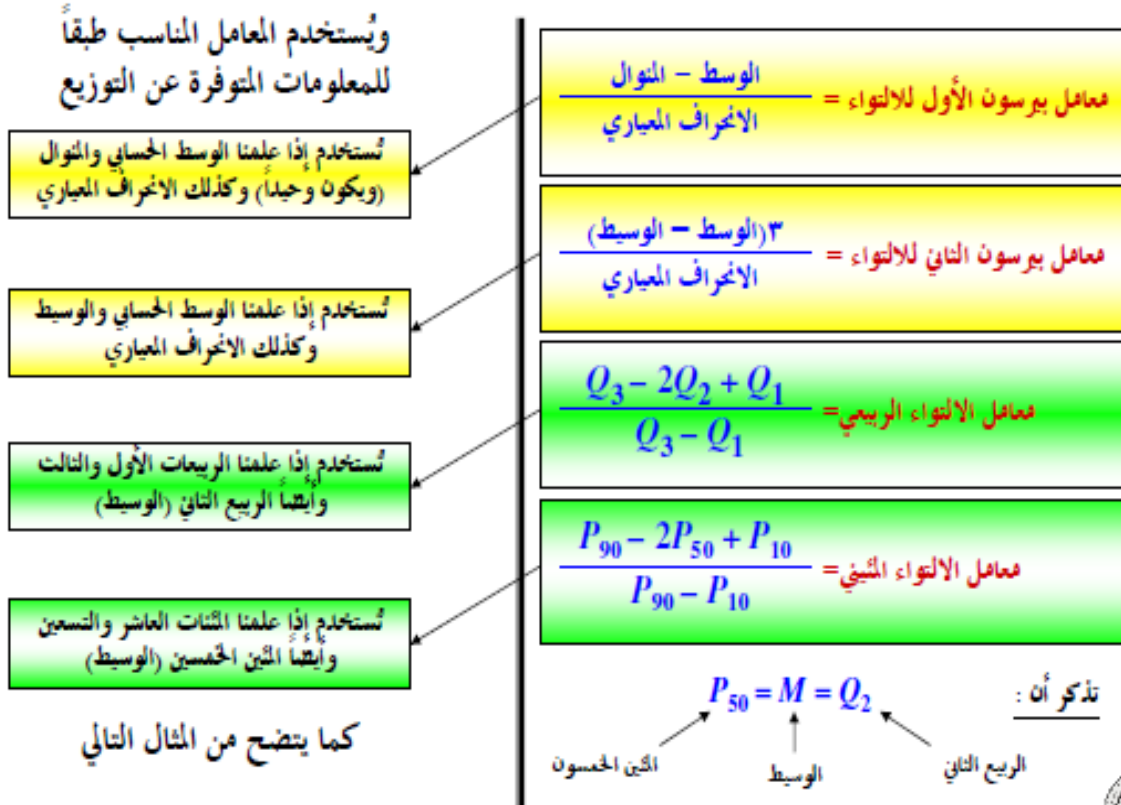 ويُستخدم المعامل المناسب طبقاً
للمعلومات المتوفرة عن التوزيع
معامل بيرسون الأول للالتواء =
الوسط - المنوال
الانحراف المعياري
تُستخدم إذا علمنا الوسط الحسابي والمنوال
(ويكون وحيداً) وكذلك الانحراف المعياري
معامل بيرسون الثاني للالتواء =
٣(الوسط – الوسيط)
الانحراف المعياري
تُستخدم إذا علمنا الوسط الحسابي والوسيط
وكذلك الانحراف المعياري
معامل الالتواء الربيعي=
Q3 – 2Q2 + Q1
Q3 – Q1
تُستخدم إذا علمنا الربيعات الأول والثالث
وأيضاً الربيع الثاني (الوسيط)
معامل الالتواء المئيني=
P90 – 2P50 + P10
P90 – P10
تُستخدم إذا علمنا المئنات العاشر والتسعين
وأيضاً المئين الخمسين (الوسيط)
تذكر أن :
P50 = M = Q2
الربيع الثاني
الوسيط
المئين الخمسون
كما يتضح من المثال التالي